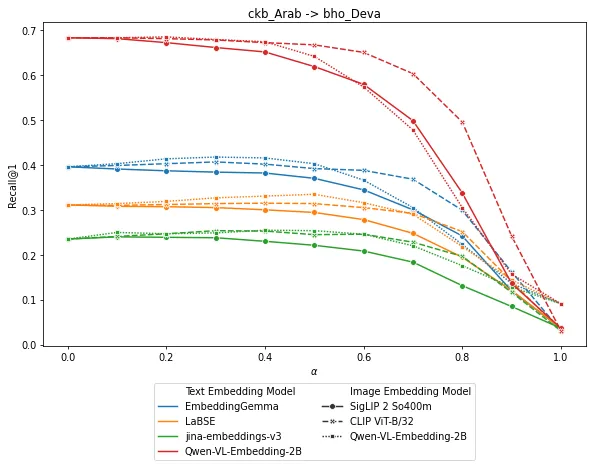 ckb_Arab -> bho_Deva
Recall@1
0.7
0.6
0.5
0.4
0.3
0.2
0.1
0.0
0.0 0.2 0.4 0.6 0.8 1.0
α
Text Embedding Model Image Embedding Model
EmbeddingGemma SigLIP 2 So400m
LaBSE CLIP ViT-B/32
jina-embeddings-v3 Qwen-VL-Embedding-2B
Qwen-VL-Embedding-2B